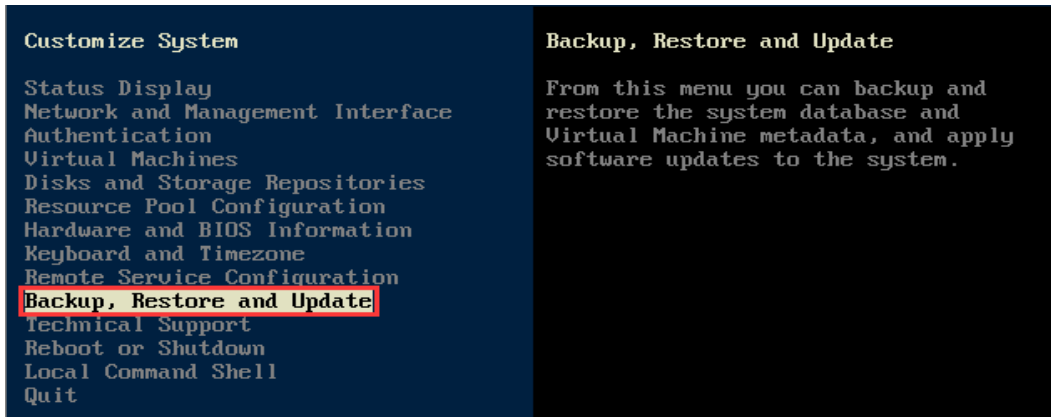 Customize System
Status Display
Network and Management Interface
Authentication
Virtual Machines
Disks and Storage Repositories
Resource Pool Configuration
Hardware and BIOS Information
Keyboard and Timezone
Remote Service Configuration
Backup, Restore and Update
Technical Support
Reboot or Shutdown
Local Command Shell
Quit
Backup, Restore and Update
From this menu you can backup and
restore the system database and
Virtual Machine metadata, and apply
software updates to the system.